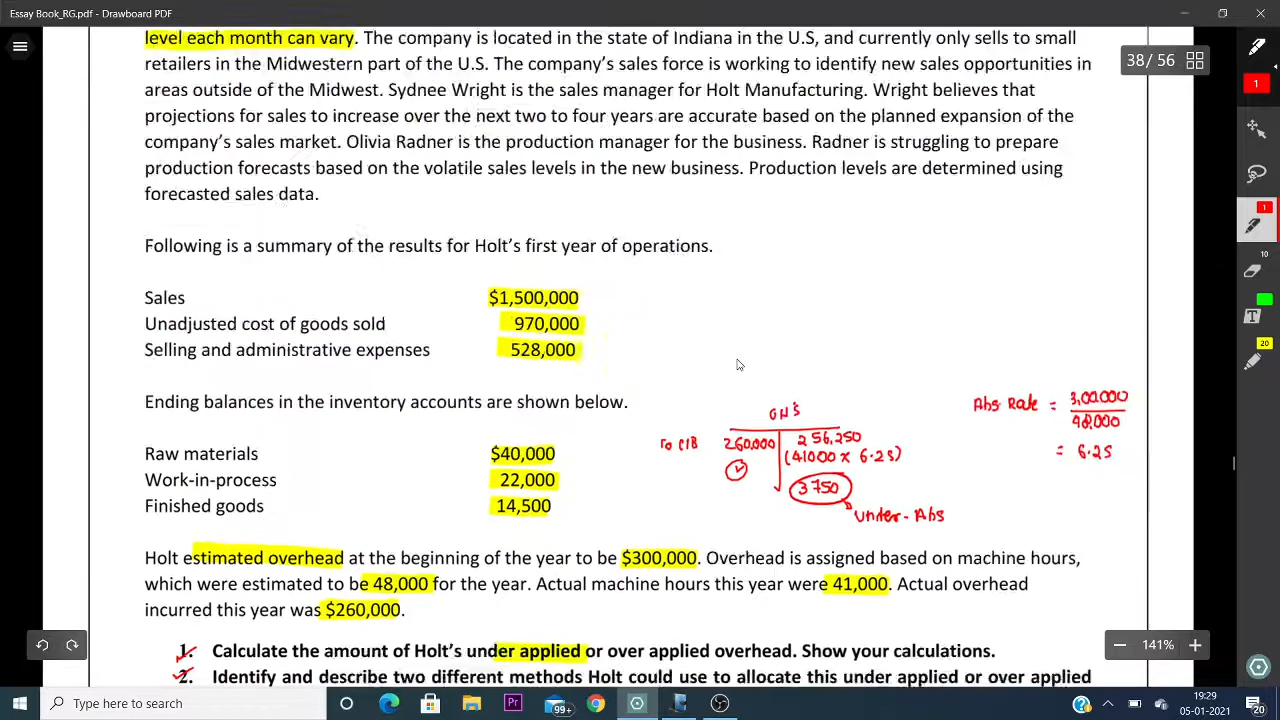 Essay Book_RG.pdf - Drawboard PDF
level each month can vary. The company is located in the state of Indiana in the U.S, and currently only sells to small
retailers in the Midwestern part of the U.S. The company's sales force is working to identify new sales opportunities in
areas outside of the Midwest. Sydnee Wright is the sales manager for Holt Manufacturing. Wright believes that
projections for sales to increase over the next two to four years are accurate based on the planned expansion of the
company's sales market. Olivia Radner is the production manager for the business. Radner is struggling to prepare
production forecasts based on the volatile sales levels in the new business. Production levels are determined using
forecasted sales data.
38 / 56
Following is a summary of the results for Holt's first year of operations.
Sales $1,500,000
Unadjusted cost of goods sold 970,000
Selling and administrative expenses 528,000
Ending balances in the inventory accounts are shown below.
Raw materials $40,000
Work-in-process 22,000
Finished goods 14,500
OH's
To C/B 260,000 256,250
(41000 x 6.25)
3750
under-Abs
Abs Rate = 3,00,000
48,000
= 6.25
Holt estimated overhead at the beginning of the year to be $300,000. Overhead is assigned based on machine hours,
which were estimated to be 48,000 for the year. Actual machine hours this year were 41,000. Actual overhead
incurred this year was $260,000.
1. Calculate the amount of Holt's under applied or over applied overhead. Show your calculations.
2. Identify and describe two different methods Holt could use to allocate this under applied or over applied
141%
1
1
10
T
20
Type here to search
Pr
99+
19:29
05-01-2021
20